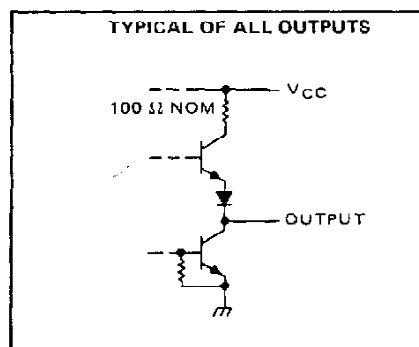 TYPICAL OF ALL OUTPUTS
VCC
100 Ω NOM
OUTPUT